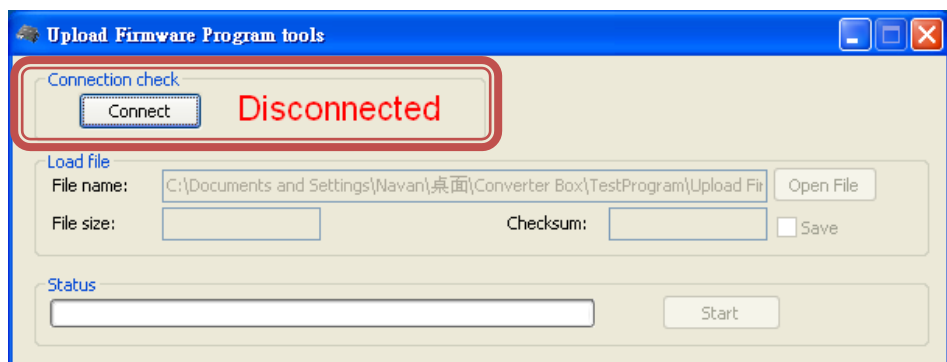 Upload Firmware Program tools
Connection check
Connect Disconnected
Load file
File name: C:\Documents and Settings\Navan\桌面\Converter Box\TestProgram\Upload Fir Open File
File size: Checksum: Save
Status
Start